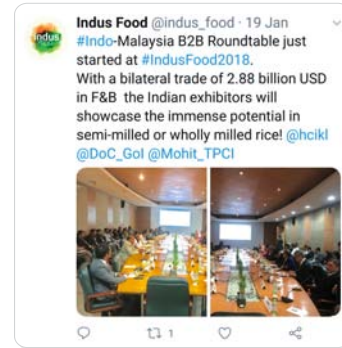 indus
Indus Food @indus_food · 19 Jan
#Indo-Malaysia B2B Roundtable just
started at #IndusFood2018.
With a bilateral trade of 2.88 billion USD
in F&B the Indian exhibitors will
showcase the immense potential in
semi-milled or wholly milled rice! @hcikl
@DoC_GoI @Mohit_TPCI
1